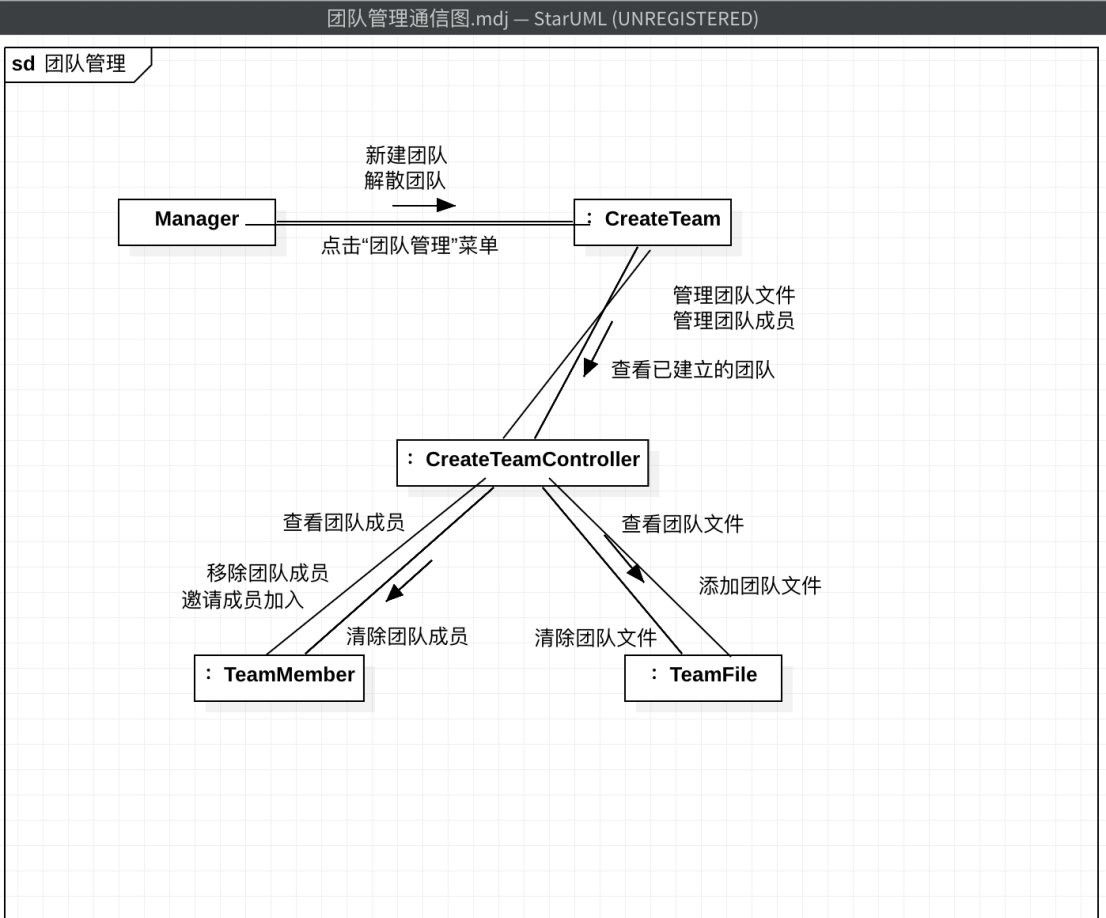 团队管理通信图.mdj — StarUML (UNREGISTERED)
sd 团队管理
新建团队
解散团队
Manager
: CreateTeam
点击“团队管理”菜单
管理团队文件
管理团队成员
查看已建立的团队
: CreateTeamController
查看团队成员
查看团队文件
移除团队成员
邀请成员加入
添加团队文件
清除团队成员
清除团队文件
: TeamMember
: TeamFile